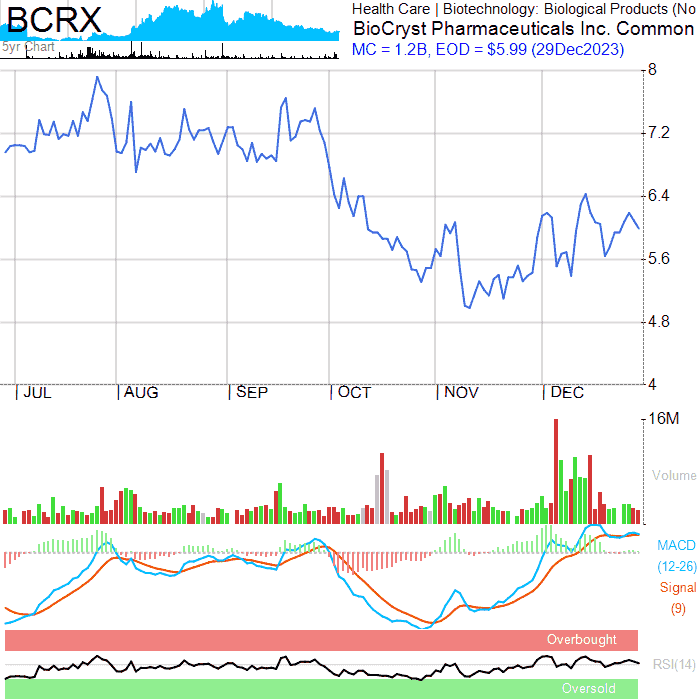 BCRX
5yr Chart
Health Care | Biotechnology: Biological Products (No
BioCryst Pharmaceuticals Inc. Common
MC = 1.2B, EOD = $5.99 (29Dec2023)
8
7.2
6.4
5.6
4.8
4
JUL
AUG
SEP
OCT
NOV
DEC
16M
Volume
MACD
(12-26)
Signal
(9)
Overbought
RSI(14)
Oversold